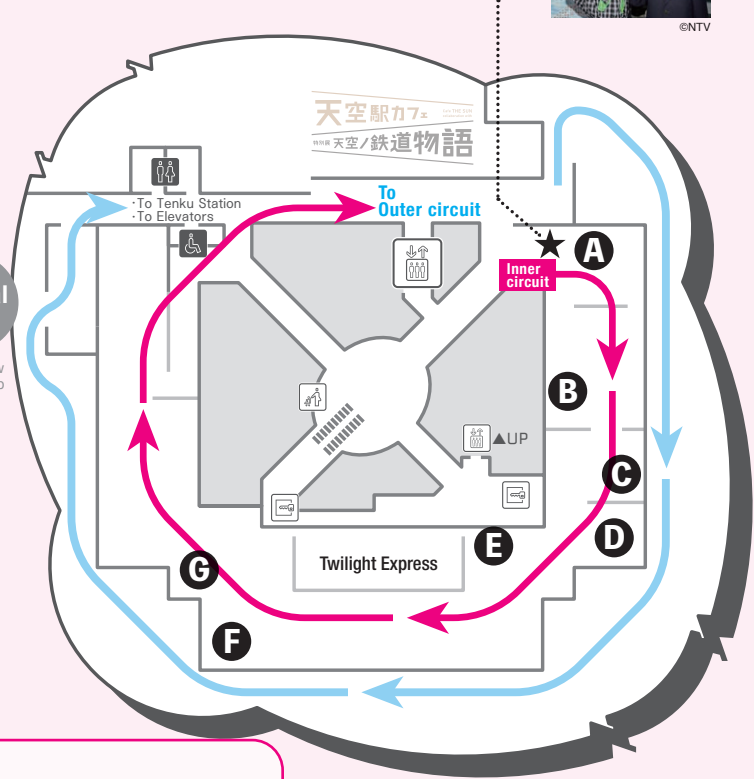 ©NTV
天空駅カフェ
特別展 天空ノ鉄道物語
・To Tenku Station
・To Elevators
To
Outer circuit
Inner
circuit
A
B
▲UP
C
D
E
Twilight Express
G
F